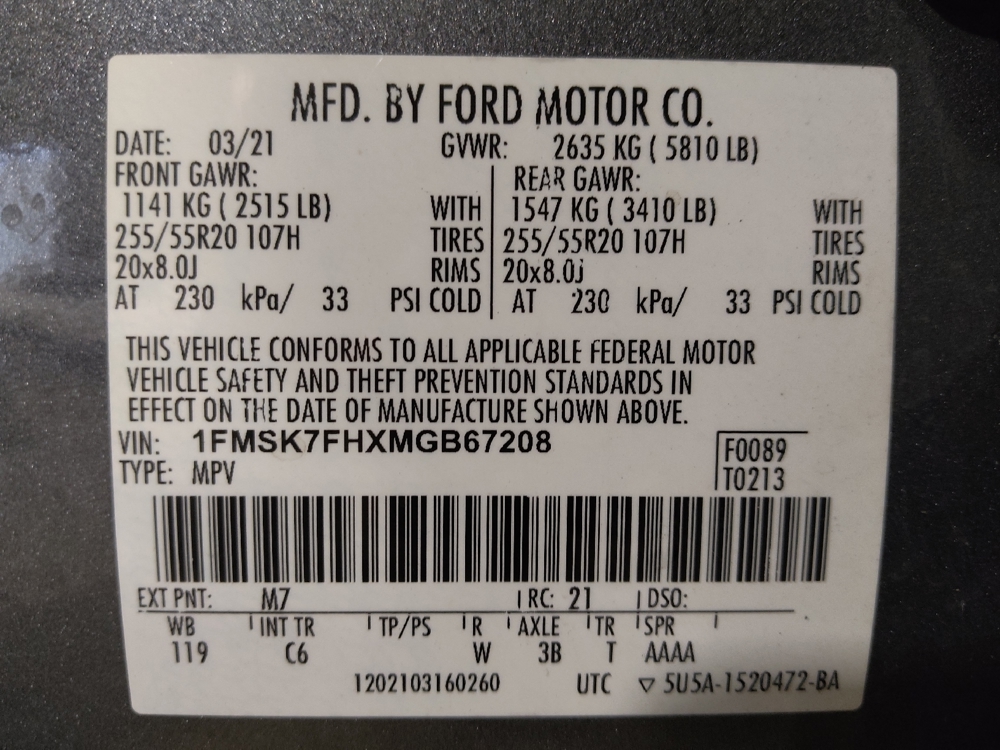 MFD. BY FORD MOTOR CO.
DATE: 03/21 GVWR: 2635 KG ( 5810 LB)
FRONT GAWR: REAR GAWR:
1141 KG ( 2515 LB) WITH 1547 KG ( 3410 LB) WITH
255/55R20 107H TIRES 255/55R20 107H TIRES
20x8.0J RIMS 20x8.0J RIMS
AT 230 kPa/ 33 PSI COLD AT 230 kPa/ 33 PSI COLD
THIS VEHICLE CONFORMS TO ALL APPLICABLE FEDERAL MOTOR
VEHICLE SAFETY AND THEFT PREVENTION STANDARDS IN
EFFECT ON THE DATE OF MANUFACTURE SHOWN ABOVE.
VIN: 1FMSK7FHXMGB67208 F0089
TYPE: MPV T0213
EXT PNT: M7 RC: 21 DSO:
WB INT TR TP/PS R AXLE TR SPR
119 C6 W 3B T AAAA
1202103160260 UTC ▽ 5U5A-1520472-BA